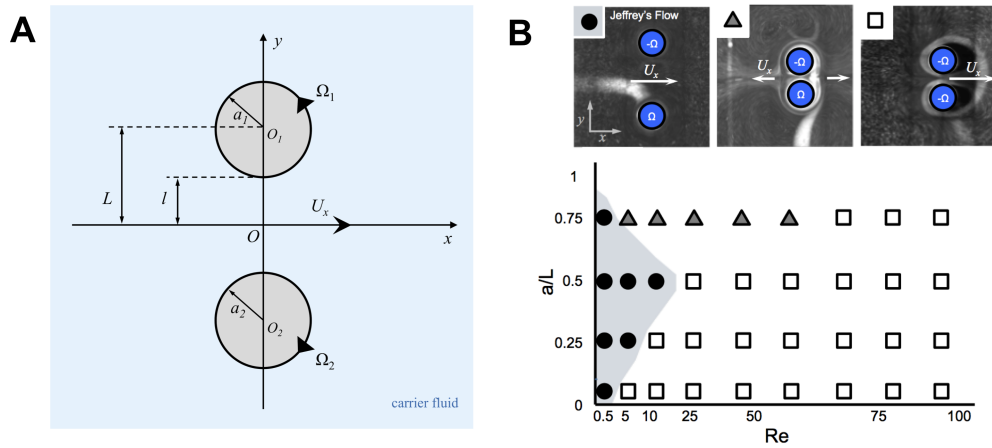 A
y
Ω1
a1
O1
L
l
Ux
O
x
a2
O2
Ω2
carrier fluid
B
Jeffrey's Flow
-Ω
Ux
Ω
y
x
-Ω
Ux
Ω
-Ω
Ux
-Ω
1
0.75
0.5
0.25
0
a/L
0.5 5 10 25 50 75 100
Re